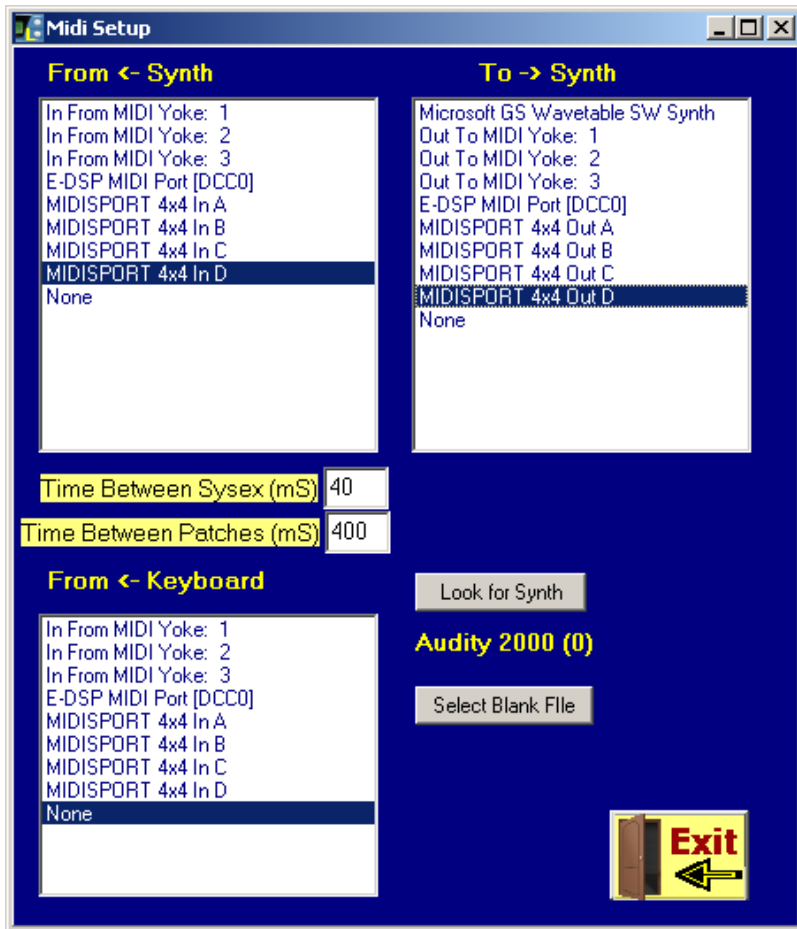 Midi Setup
From <- Synth
To -> Synth
In From MIDI Yoke: 1
In From MIDI Yoke: 2
In From MIDI Yoke: 3
E-DSP MIDI Port [DCC0]
MIDISPORT 4x4 In A
MIDISPORT 4x4 In B
MIDISPORT 4x4 In C
MIDISPORT 4x4 In D
None
Microsoft GS Wavetable SW Synth
Out To MIDI Yoke: 1
Out To MIDI Yoke: 2
Out To MIDI Yoke: 3
E-DSP MIDI Port [DCC0]
MIDISPORT 4x4 Out A
MIDISPORT 4x4 Out B
MIDISPORT 4x4 Out C
MIDISPORT 4x4 Out D
None
Time Between Sysex (mS) 40
Time Between Patches (mS) 400
From <- Keyboard
In From MIDI Yoke: 1
In From MIDI Yoke: 2
In From MIDI Yoke: 3
E-DSP MIDI Port [DCC0]
MIDISPORT 4x4 In A
MIDISPORT 4x4 In B
MIDISPORT 4x4 In C
MIDISPORT 4x4 In D
None
Look for Synth
Audity 2000 (0)
Select Blank FIle
Exit